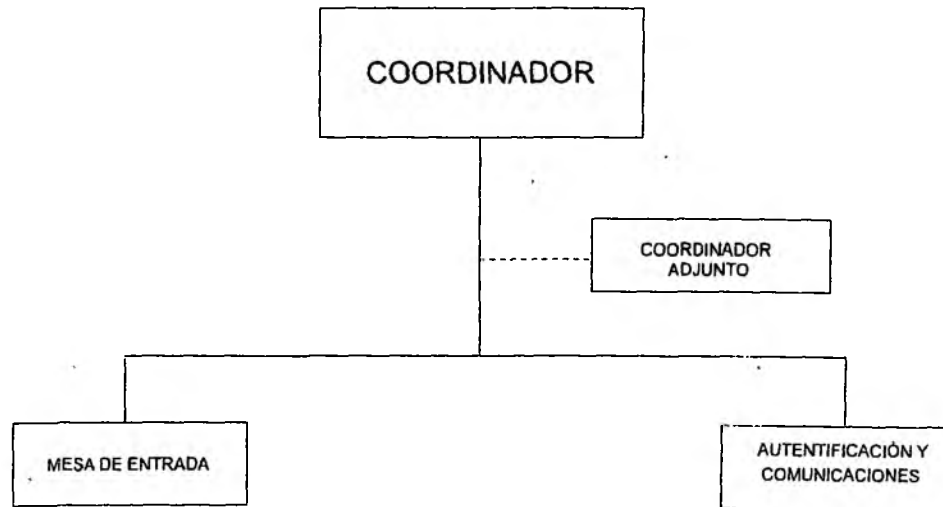 COORDINADOR
COORDINADOR
ADJUNTO
MESA DE ENTRADA
AUTENTIFICACIÓN Y
COMUNICACIONES